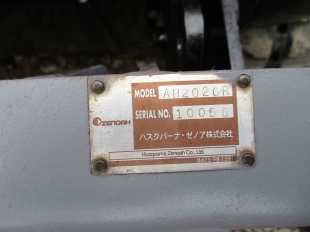 MODEL AH2020R
ZENOAH SERIAL NO. 10056
ハスクバーナ・ゼノア株式会社
Husqvarna Zenoah Co., Ltd.